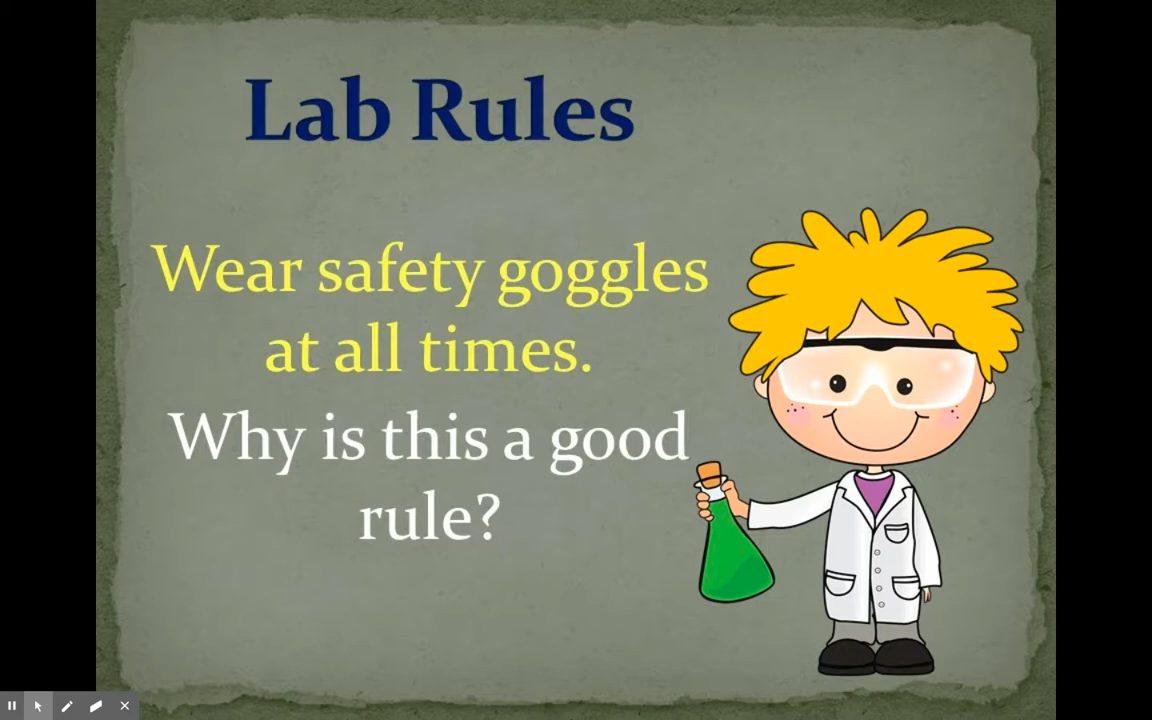 Lab Rules
Wear safety goggles
at all times.
Why is this a good
rule?